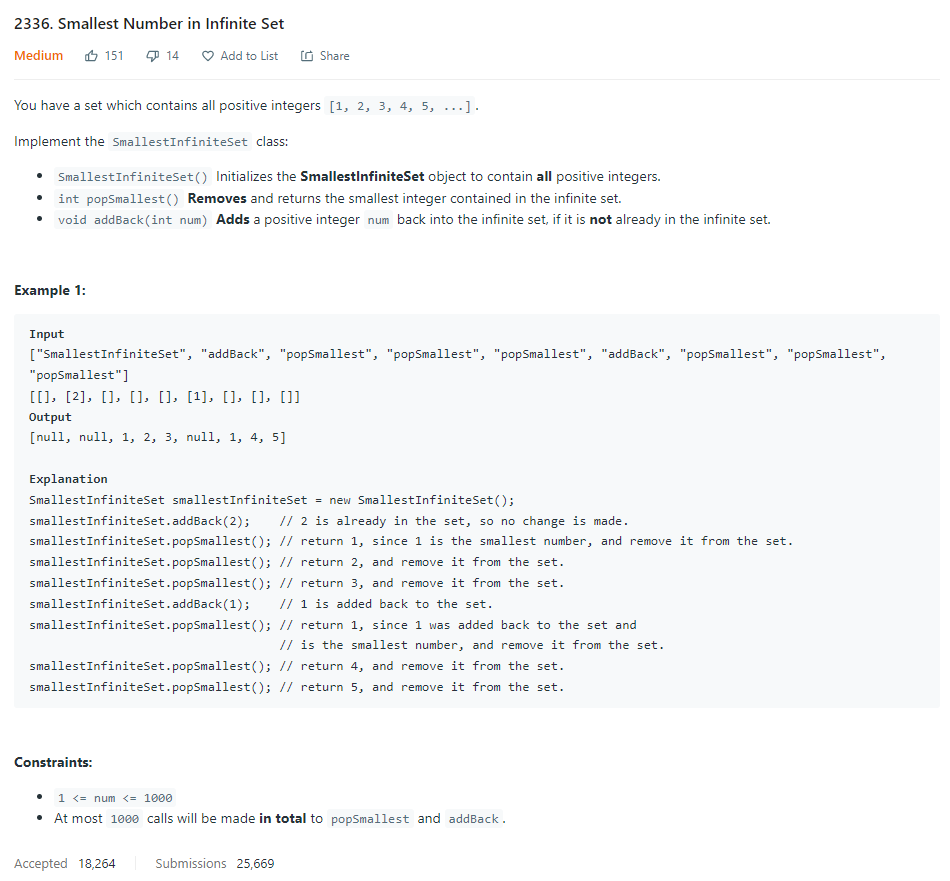 2336. Smallest Number in Infinite Set
Medium 151 14 Add to List Share
You have a set which contains all positive integers [1, 2, 3, 4, 5, ...].
Implement the SmallestInfiniteSet class:
• SmallestInfiniteSet() Initializes the SmallestInfiniteSet object to contain all positive integers.
• int popSmallest() Removes and returns the smallest integer contained in the infinite set.
• void addBack(int num) Adds a positive integer num back into the infinite set, if it is not already in the infinite set.
Example 1:
Input
["SmallestInfiniteSet", "addBack", "popSmallest", "popSmallest", "popSmallest", "addBack", "popSmallest", "popSmallest",
"popSmallest"]
[[], [2], [], [], [], [1], [], [], []]
Output
[null, null, 1, 2, 3, null, 1, 4, 5]
Explanation
SmallestInfiniteSet smallestInfiniteSet = new SmallestInfiniteSet();
smallestInfiniteSet.addBack(2);    // 2 is already in the set, so no change is made.
smallestInfiniteSet.popSmallest(); // return 1, since 1 is the smallest number, and remove it from the set.
smallestInfiniteSet.popSmallest(); // return 2, and remove it from the set.
smallestInfiniteSet.popSmallest(); // return 3, and remove it from the set.
smallestInfiniteSet.addBack(1);    // 1 is added back to the set.
smallestInfiniteSet.popSmallest(); // return 1, since 1 was added back to the set and
                                   // is the smallest number, and remove it from the set.
smallestInfiniteSet.popSmallest(); // return 4, and remove it from the set.
smallestInfiniteSet.popSmallest(); // return 5, and remove it from the set.
Constraints:
• 1 <= num <= 1000
• At most 1000 calls will be made in total to popSmallest and addBack.
Accepted 18,264 Submissions 25,669